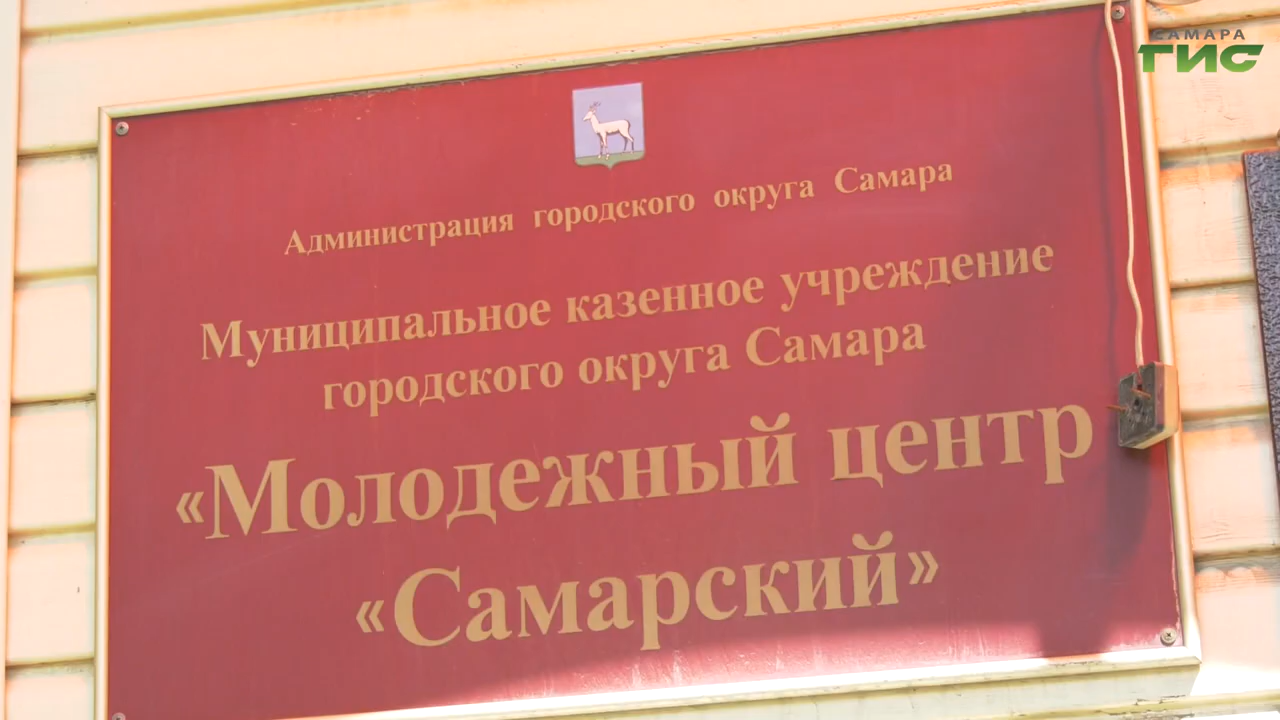 САМАРА
ГИС
Администрация городского округа Самара
Муниципальное казенное учреждение
городского округа Самара
«Молодежный центр
«Самарский»